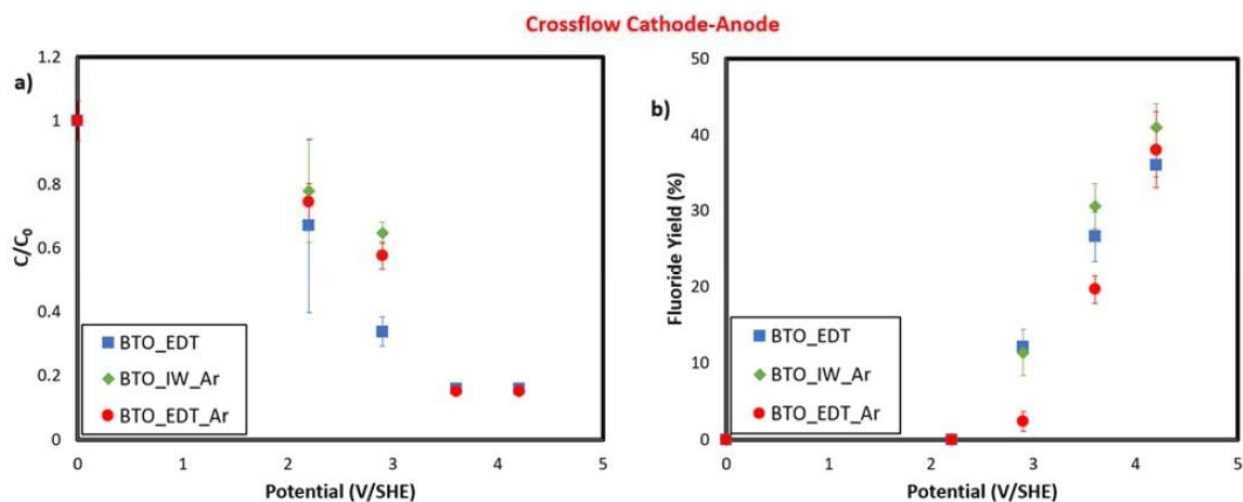 Crossflow Cathode-Anode
a)
1.2
1
0.8
0.6
0.4
0.2
0
C/C₀
BTO_EDT
BTO_IW_Ar
BTO_EDT_Ar
0 1 2 3 4 5
Potential (V/SHE)
b)
50
40
30
20
10
0
Fluoride Yield (%)
BTO_EDT
BTO_IW_Ar
BTO_EDT_Ar
0 1 2 3 4 5
Potential (V/SHE)